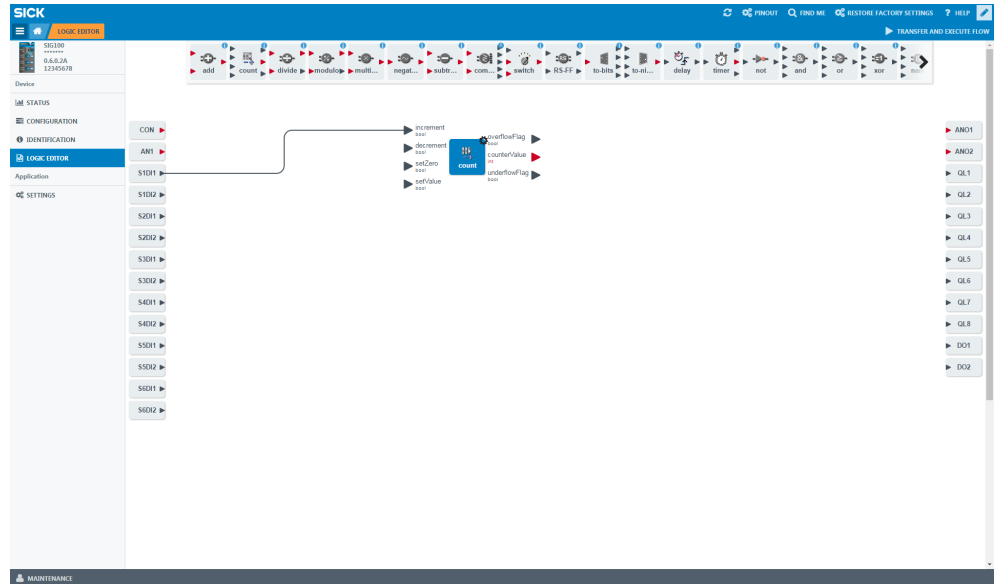 SICK
PINOUT FIND ME RESTORE FACTORY SETTINGS ? HELP
LOGIC EDITOR
TRANSFER AND EXECUTE FLOW
SIG100
*******
0.6.0.2A
12345678
Device
STATUS
CONFIGURATION
IDENTIFICATION
LOGIC EDITOR
Application
SETTINGS
add count divide modulo multi... negat... subtr... com... switch RS-FF to-bits to-ni... delay timer not and or xor
CON
AN1
S1DI1
S1DI2
S2DI1
S2DI2
S3DI1
S3DI2
S4DI1
S4DI2
S5DI1
S5DI2
S6DI1
S6DI2
increment
bool
decrement
bool
setZero
bool
setValue
bool
count
overflowFlag
bool
counterValue
int
underflowFlag
bool
ANO1
ANO2
QL1
QL2
QL3
QL4
QL5
QL6
QL7
QL8
DO1
DO2
MAINTENANCE